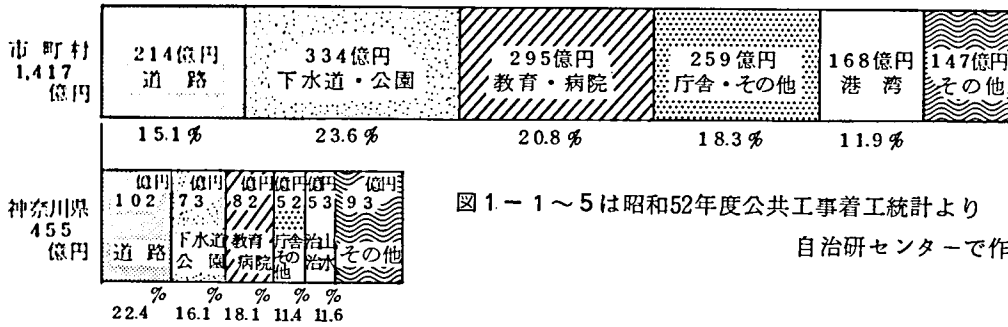 市町村
1,417
億円
214億円
道路
334億円
下水道・公園
295億円
教育・病院
259億円
庁舎・その他
168億円
港湾
147億円
その他
15.1%
23.6%
20.8%
18.3%
11.9%
神奈川県
455
億円
億円
102
道路
億円
73
下水道
公園
億円
82
教育・
病院
億円
52
庁舎
その他
億円
53
治山
治水
億円
93
その他
%
22.4
%
16.1
%
18.1
%
11.4
%
11.6
図1-1～5は昭和52年度公共工事着工統計より
自治研センターで作